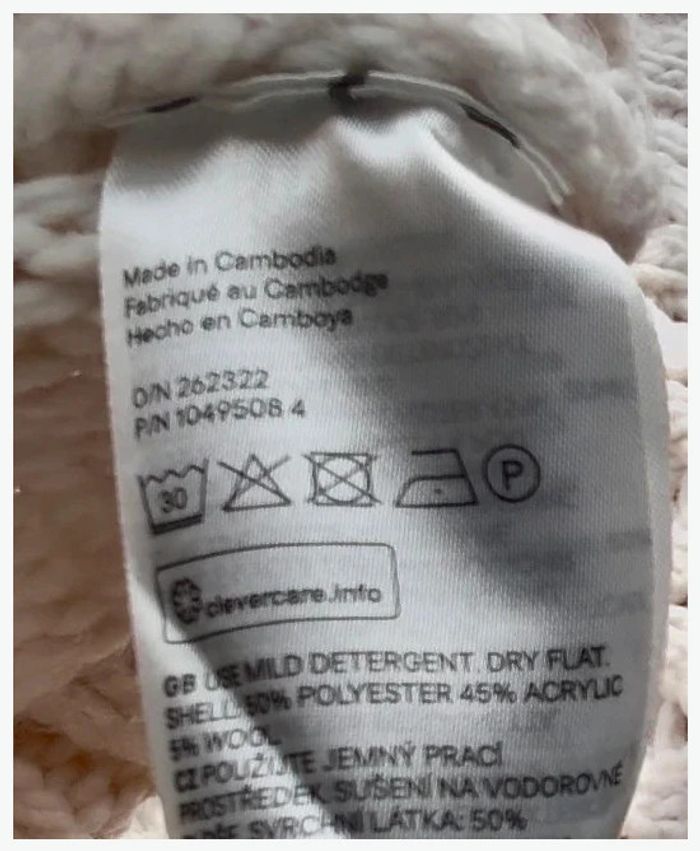 Made in Cambodia
Fabriqué au Cambodge
Hecho en Camboya
O/N 262322
P/N 1049508 4
30
P
clevercare.info
GB USE MILD DETERGENT. DRY FLAT.
SHELL 50% POLYESTER 45% ACRYLIC
5% WOOL
CZ POUŽIJTE JEMNÝ PRACÍ
PROSTŘEDEK. SUŠENÍ NA VODOROVNÉ
SVRCHNÍ LÁTKA: 50%